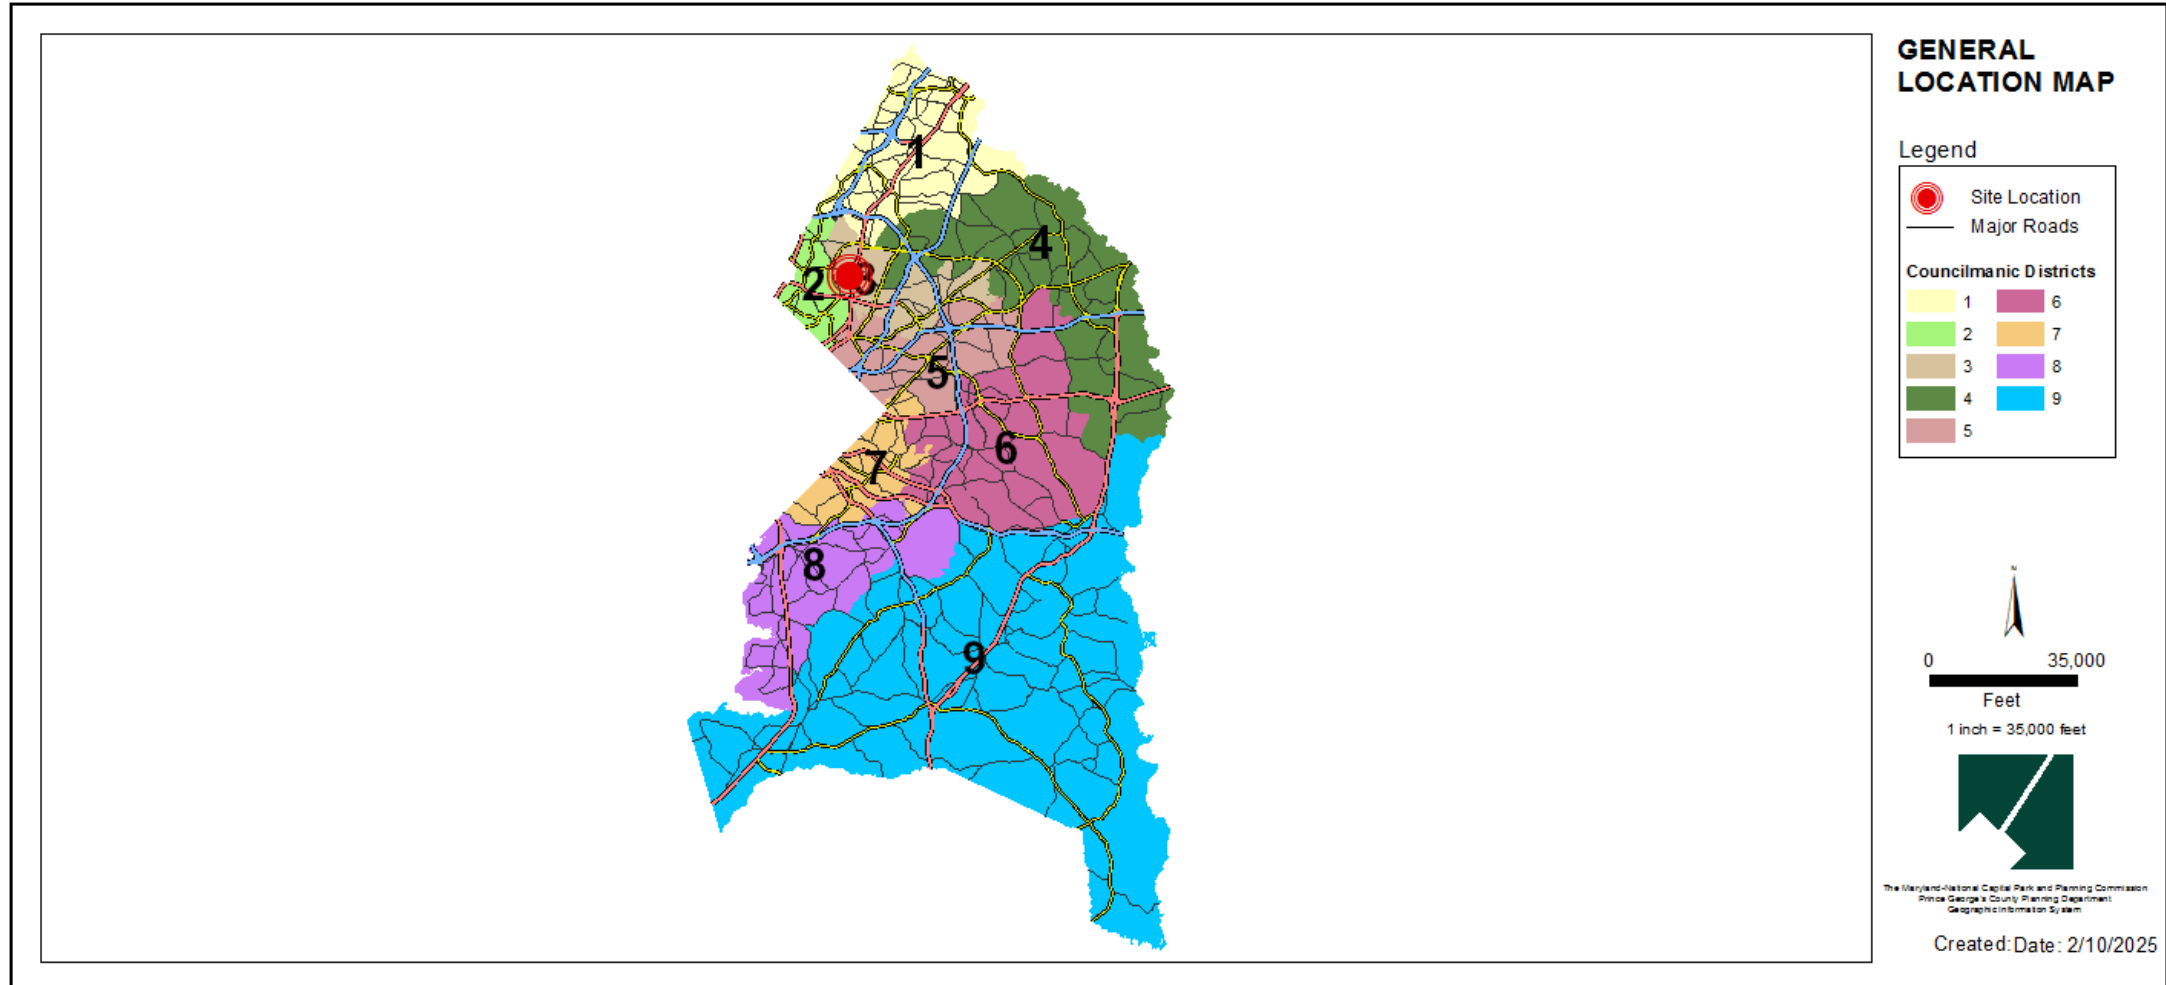 GENERAL
LOCATION MAP
Legend
Site Location
Major Roads
Councilmanic Districts
1 6
2 7
3 8
4 9
5
1
4
2 3
5
6
7
8
9
N
0 35,000
Feet
1 inch = 35,000 feet
The Maryland-National Capital Park and Planning Commission
Prince George's County Planning Department
Geographic Information System
Created: Date: 2/10/2025